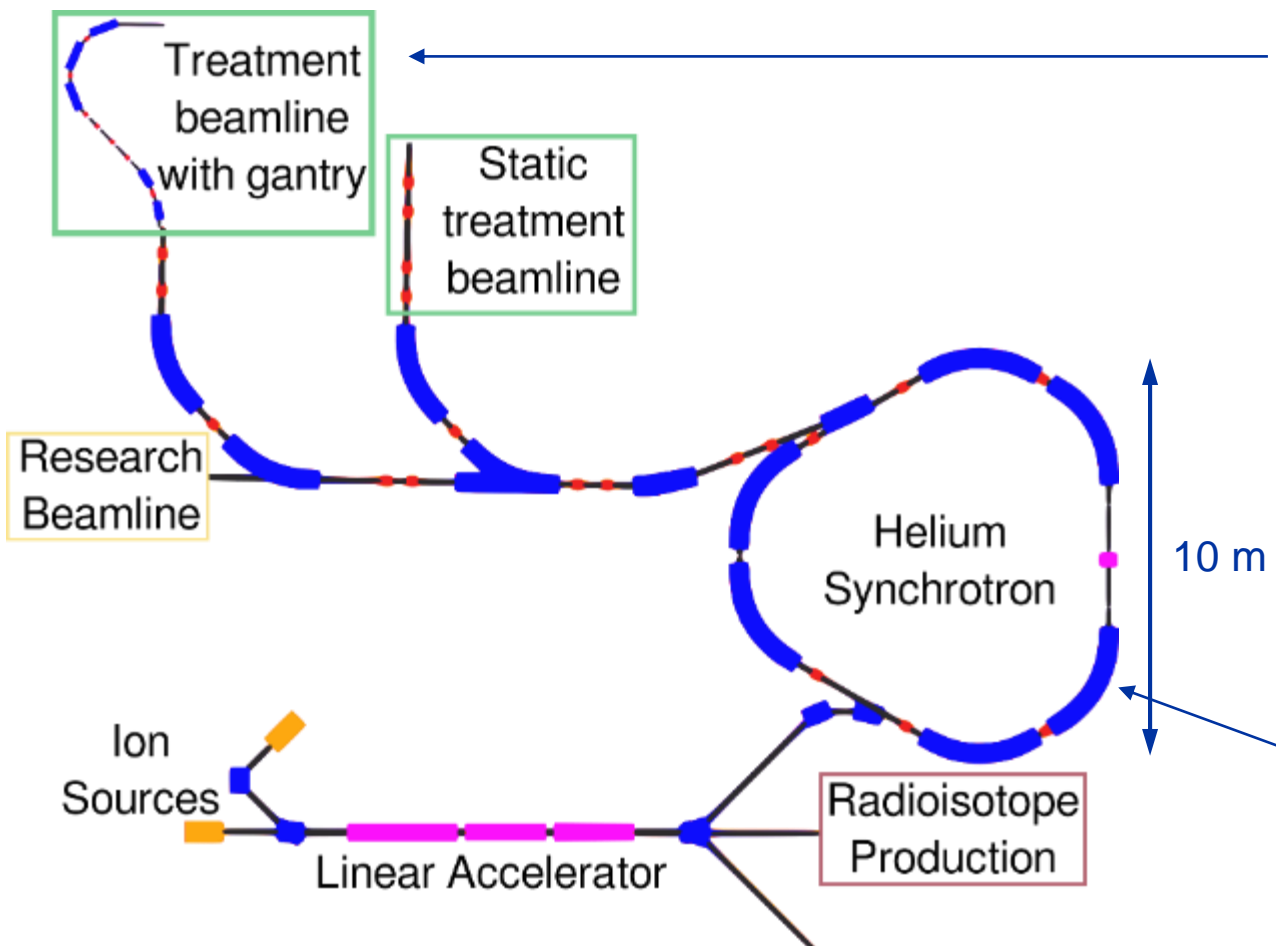 Treatment
beamline
with gantry
Static
treatment
beamline
Research
Beamline
Helium
Synchrotron
10 m
Ion
Sources
Linear Accelerator
Radioisotope
Production